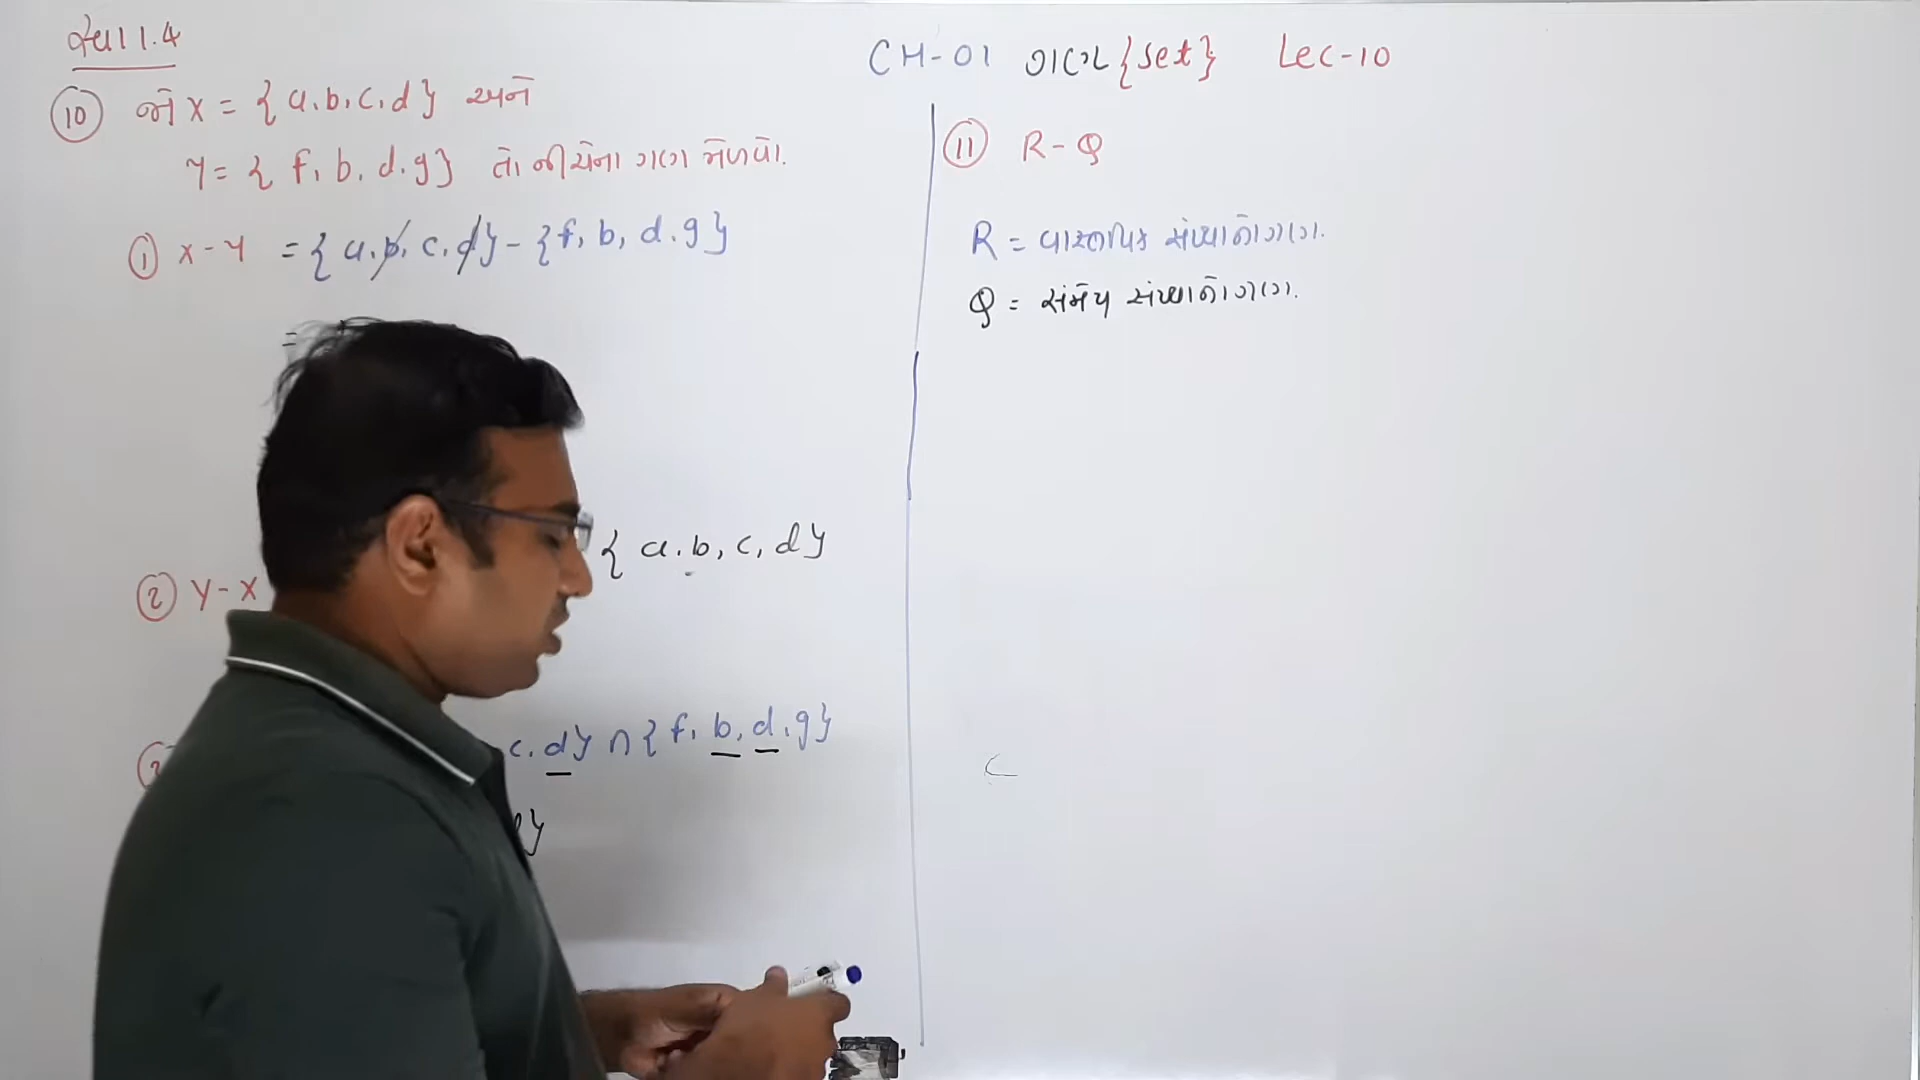 સ્વા 1.4
CH-01 ગણ {set} Lec-10
10 જો X = { a, b, c, d } અને
Y = { f, b, d, g } તો નીચેના ગણ મેળવો.
1 X - Y = { a, b, c, d } - { f, b, d, g }
=
{ a, b, c, d }
2 Y - X
c, d } ∩ { f, b, d, g }
}
11 R - Q
R = વાસ્તવિક સંખ્યાનો ગણ.
Q = સંમેય સંખ્યાનો ગણ.